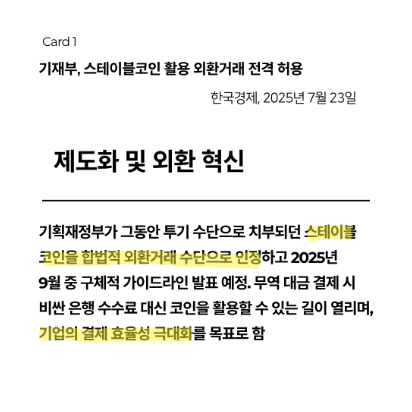 Card 1
기재부, 스테이블코인 활용 외환거래 전격 허용
한국경제, 2025년 7월 23일
제도화 및 외환 혁신
기획재정부가 그동안 투기 수단으로 치부되던 스테이블
코인을 합법적 외환거래 수단으로 인정하고 2025년
9월 중 구체적 가이드라인 발표 예정. 무역 대금 결제 시
비싼 은행 수수료 대신 코인을 활용할 수 있는 길이 열리며,
기업의 결제 효율성 극대화를 목표로 함